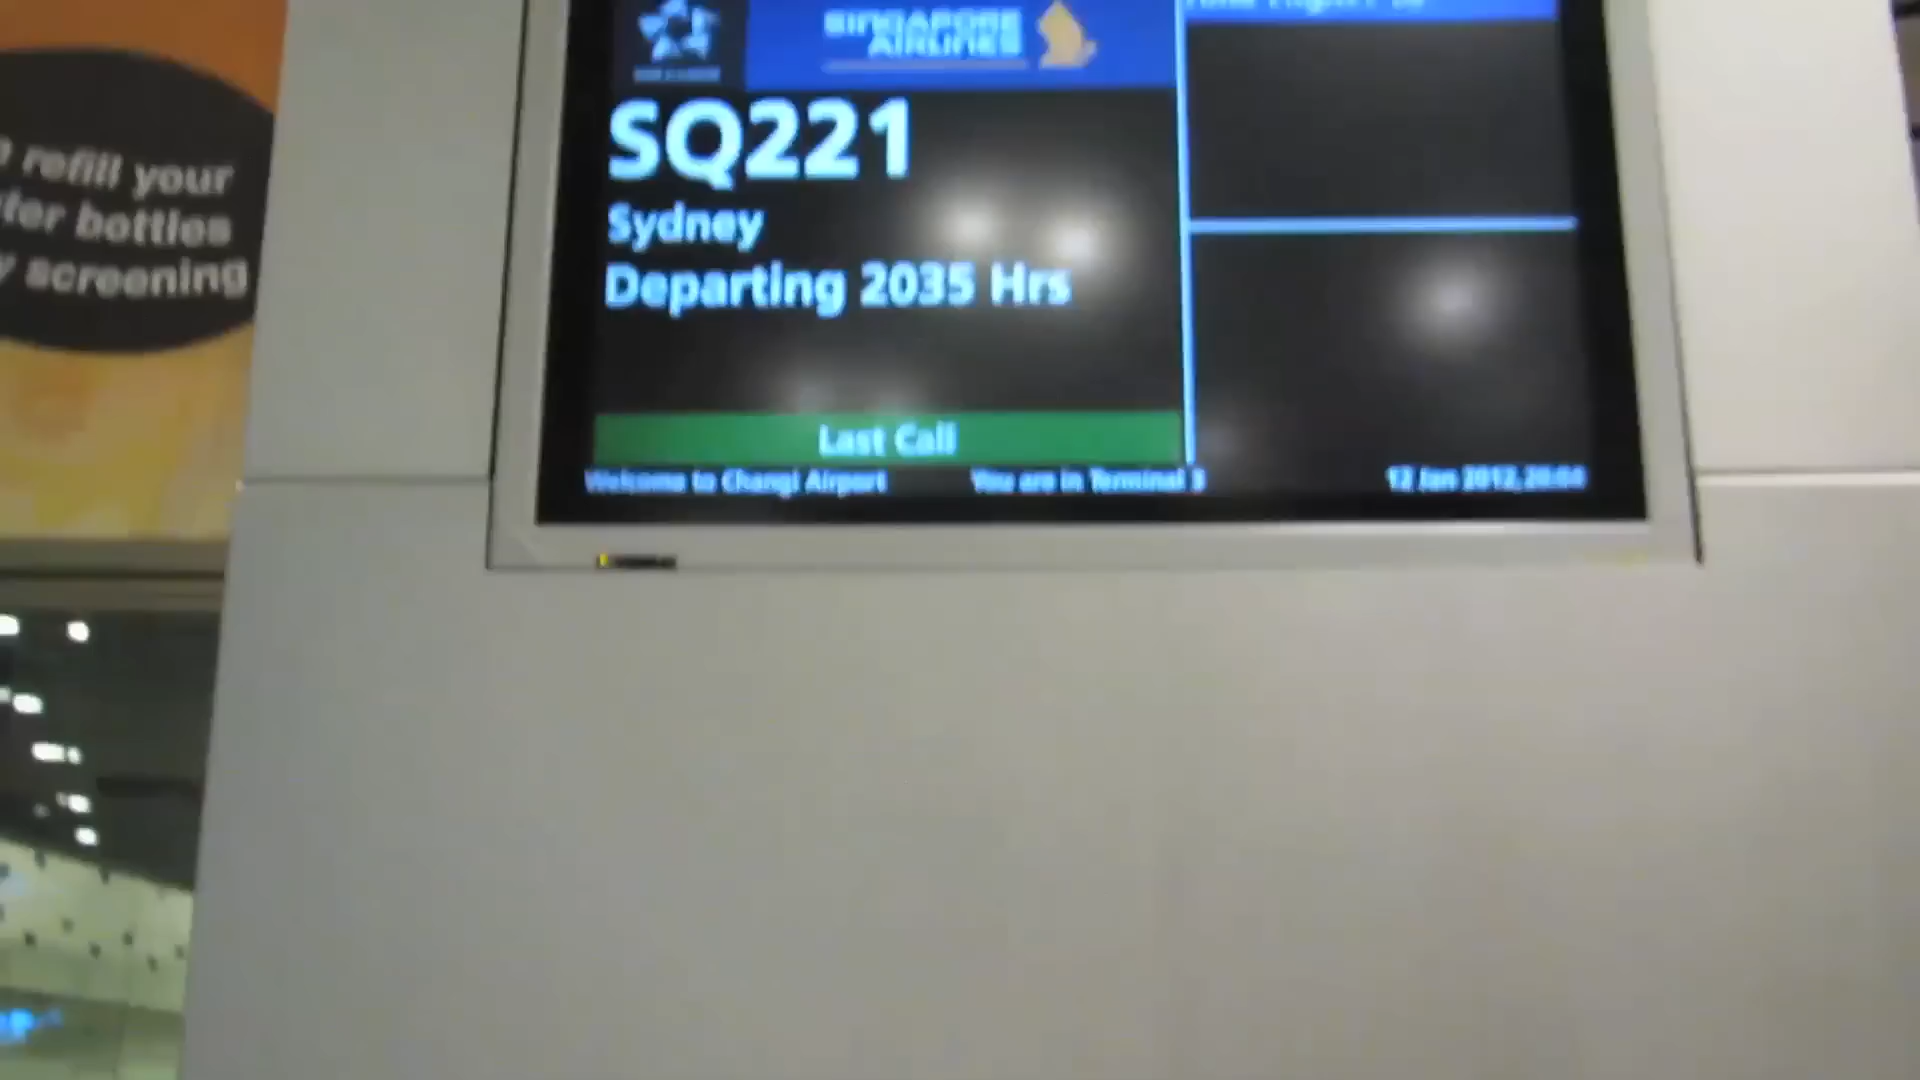 refill your
bottles
screening
SINGAPORE
AIRLINES
SQ221
Sydney
Departing 2035 Hrs
Last Call
Welcome to Changi Airport
You are in Terminal 3
12 Jan 2012,